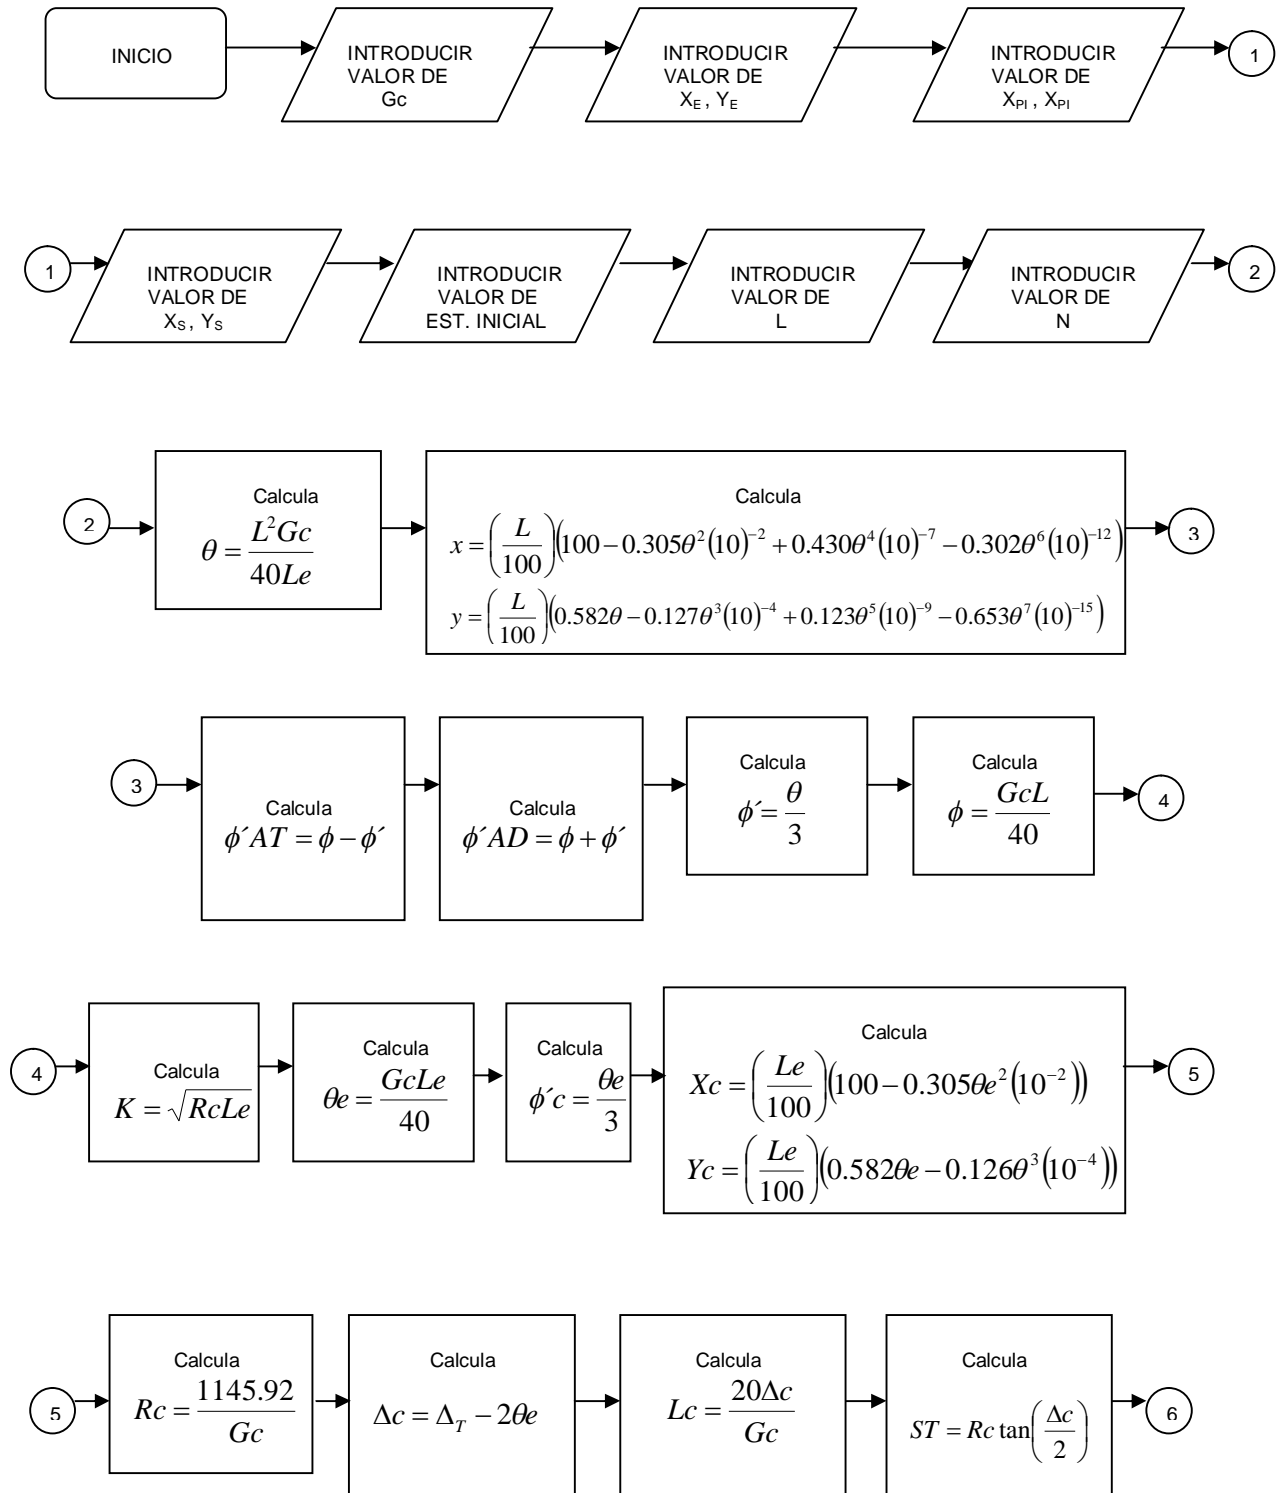 INICIO
INTRODUCIR
VALOR DE
Gc
INTRODUCIR
VALOR DE
X_E , Y_E
INTRODUCIR
VALOR DE
X_PI , X_PI
1
1
INTRODUCIR
VALOR DE
X_S , Y_S
INTRODUCIR
VALOR DE
EST. INICIAL
INTRODUCIR
VALOR DE
L
INTRODUCIR
VALOR DE
N
2
2
Calcula
θ = L²Gc / 40Le
Calcula
x = (L/100)(100 − 0.305θ²(10)⁻² + 0.430θ⁴(10)⁻⁷ − 0.302θ⁶(10)⁻¹²)
y = (L/100)(0.582θ − 0.127θ³(10)⁻⁴ + 0.123θ⁵(10)⁻⁹ − 0.653θ⁷(10)⁻¹⁵)
3
3
Calcula
ϕ´AT = ϕ − ϕ´
Calcula
ϕ´AD = ϕ + ϕ´
Calcula
ϕ´= θ/3
Calcula
ϕ = GcL/40
4
4
Calcula
K = √RcLe
Calcula
θe = GcLe/40
Calcula
ϕ´c = θe/3
Calcula
Xc = (Le/100)(100 − 0.305θe²(10⁻²))
Yc = (Le/100)(0.582θe − 0.126θ³(10⁻⁴))
5
5
Calcula
Rc = 1145.92/Gc
Calcula
Δc = Δ_T − 2θe
Calcula
Lc = 20Δc/Gc
Calcula
ST = Rc tan(Δc/2)
6